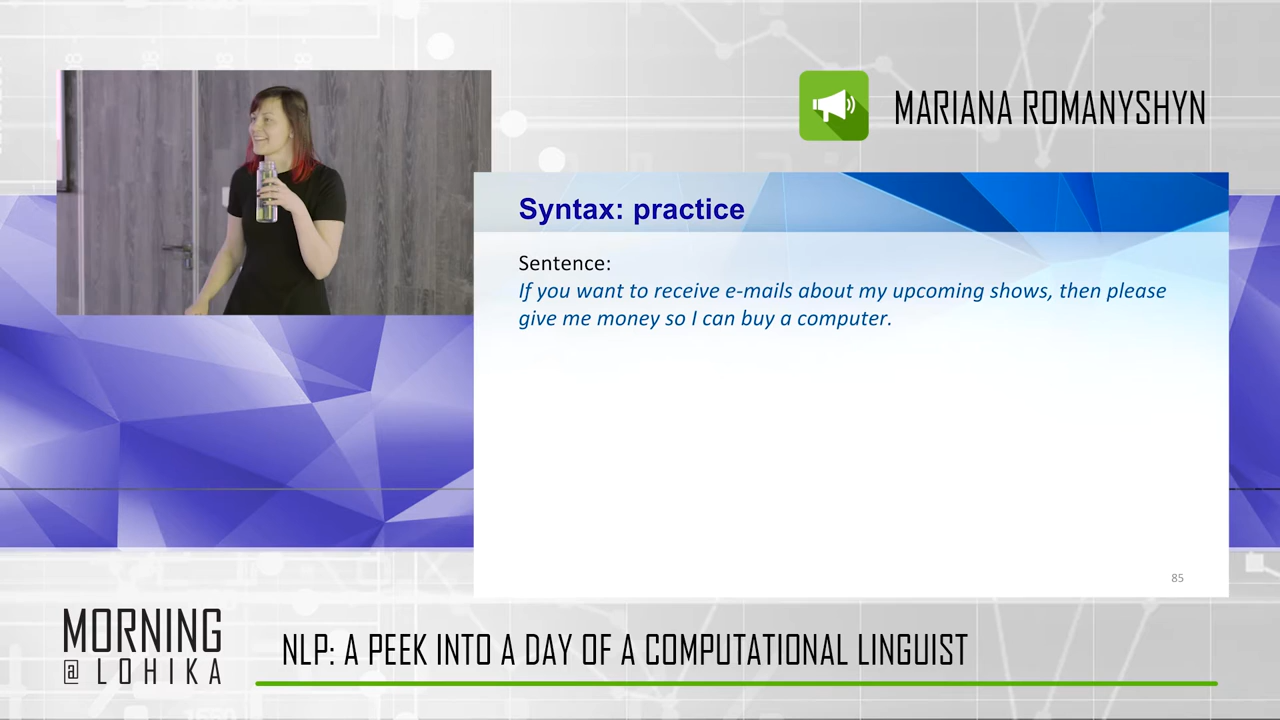 MARIANA ROMANYSHYN
Syntax: practice
Sentence:
If you want to receive e-mails about my upcoming shows, then please
give me money so I can buy a computer.
85
MORNING
@ LOHIKA
NLP: A PEEK INTO A DAY OF A COMPUTATIONAL LINGUIST